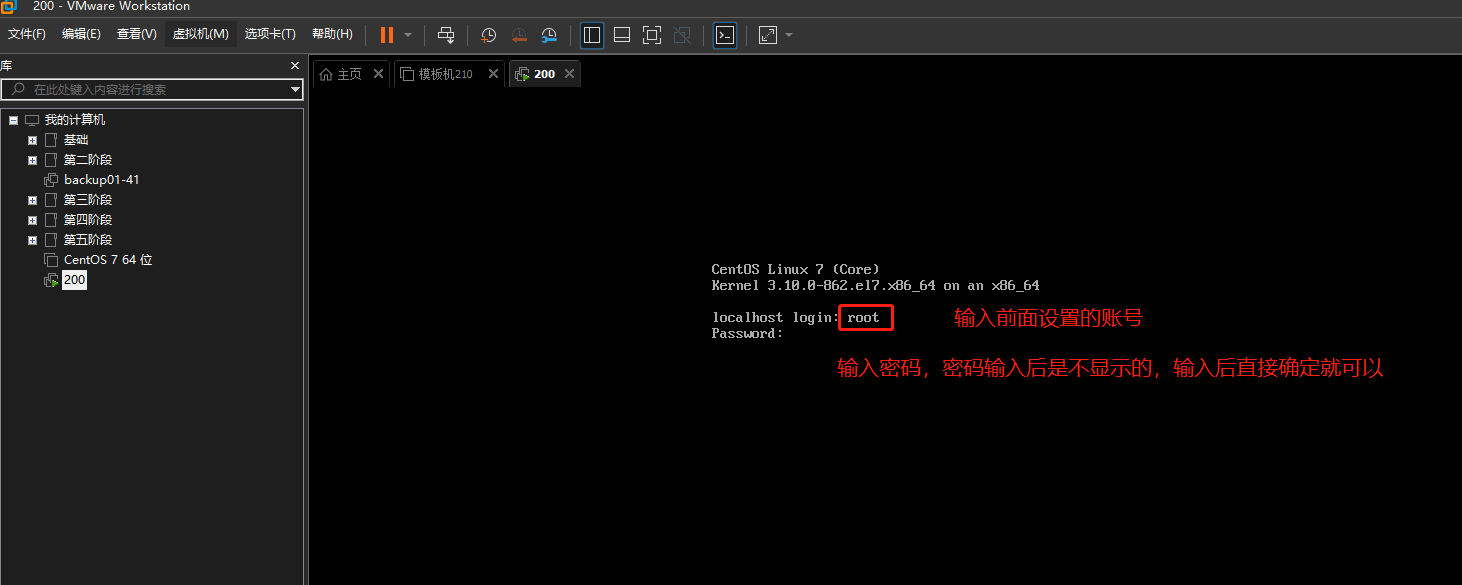 200 - VMware Workstation
文件(F) 编辑(E) 查看(V) 虚拟机(M) 选项卡(T) 帮助(H)
库
在此处键入内容进行搜索
主页 模板机210 200
我的计算机
基础
第二阶段
backup01-41
第三阶段
第四阶段
第五阶段
CentOS 7 64 位
200
CentOS Linux 7 (Core)
Kernel 3.10.0-862.el7.x86_64 on an x86_64
localhost login: root 输入前面设置的账号
Password:
输入密码，密码输入后是不显示的，输入后直接确定就可以